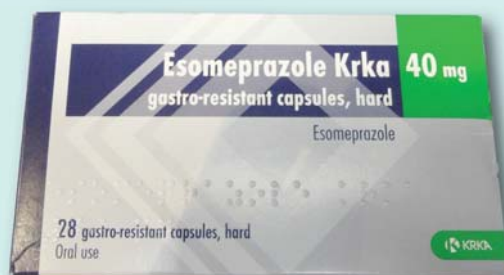 Esomeprazole Krka 40 mg
gastro-resistant capsules, hard
Esomeprazole
28 gastro-resistant capsules, hard
Oral use
KRKA